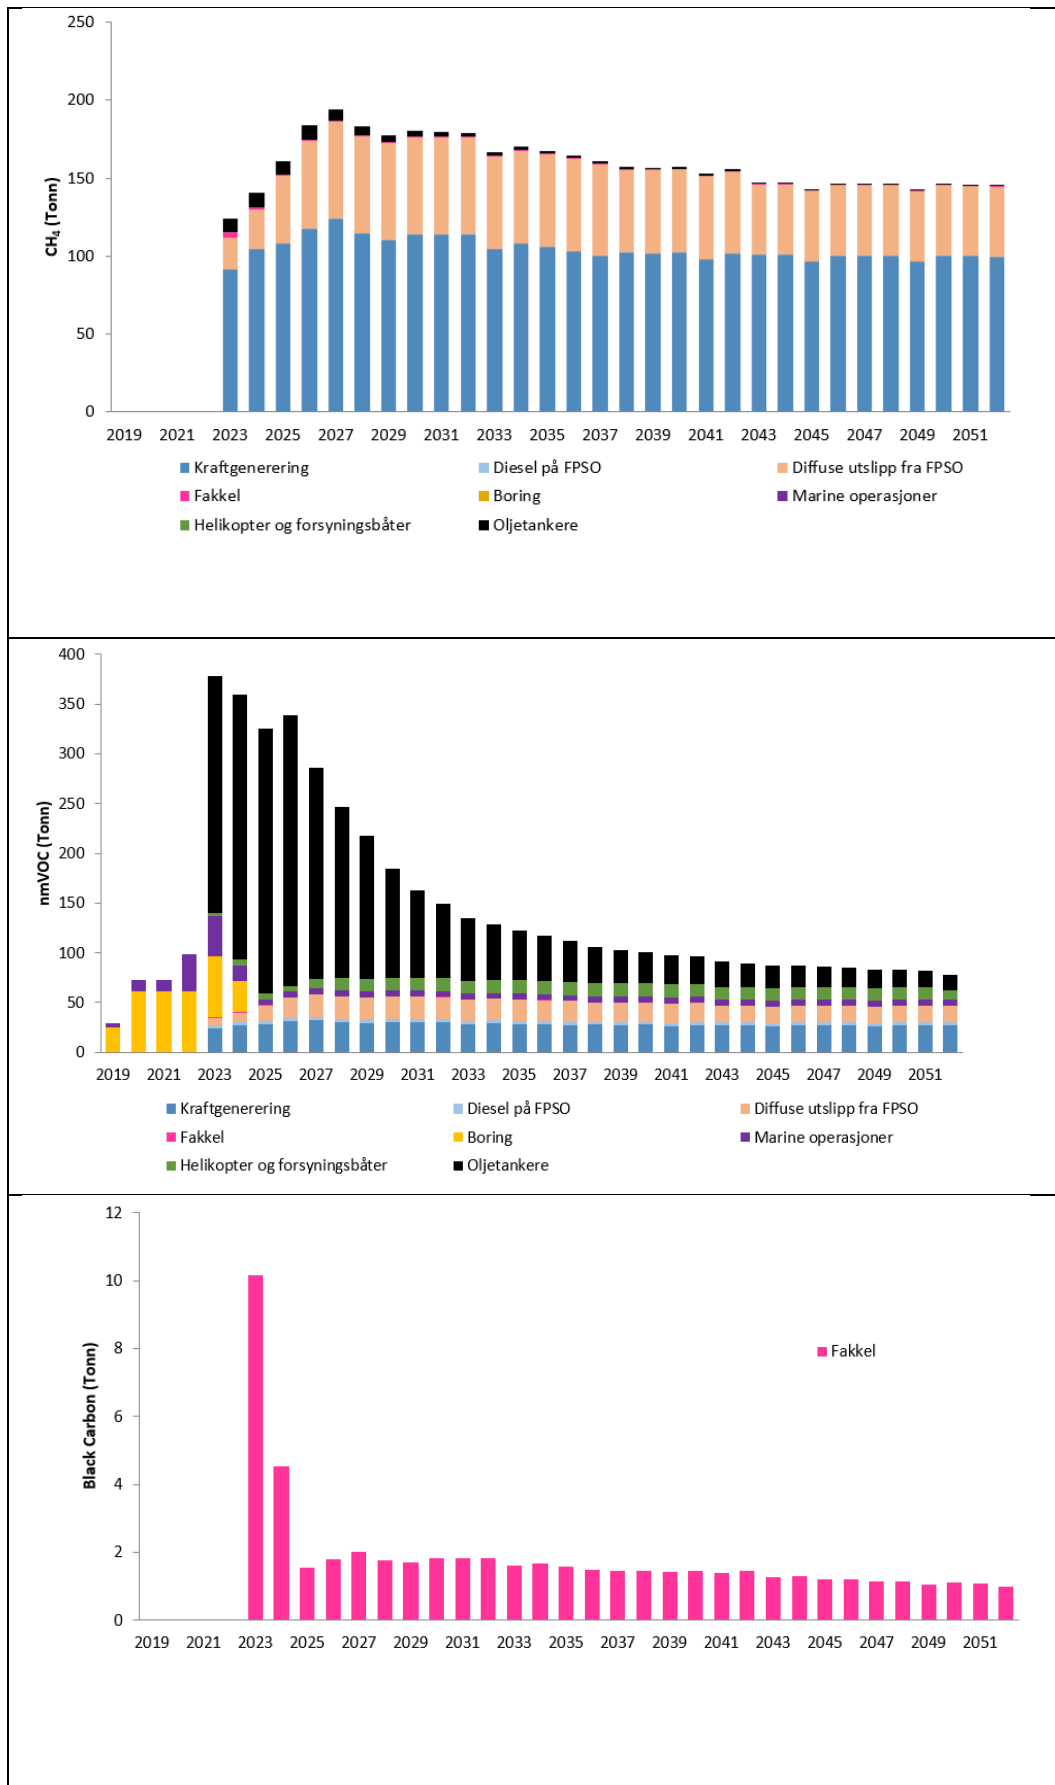 250
200
150
100
50
0
CH4 (Tonn)
2019 2021 2023 2025 2027 2029 2031 2033 2035 2037 2039 2041 2043 2045 2047 2049 2051
Kraftgenerering Diesel på FPSO Diffuse utslipp fra FPSO
Fakkel Boring Marine operasjoner
Helikopter og forsyningsbåter Oljetankere
400
350
300
250
200
150
100
50
0
nmVOC (Tonn)
2019 2021 2023 2025 2027 2029 2031 2033 2035 2037 2039 2041 2043 2045 2047 2049 2051
Kraftgenerering Diesel på FPSO Diffuse utslipp fra FPSO
Fakkel Boring Marine operasjoner
Helikopter og forsyningsbåter Oljetankere
12
10
8
6
4
2
0
Black Carbon (Tonn)
Fakkel
2019 2021 2023 2025 2027 2029 2031 2033 2035 2037 2039 2041 2043 2045 2047 2049 2051